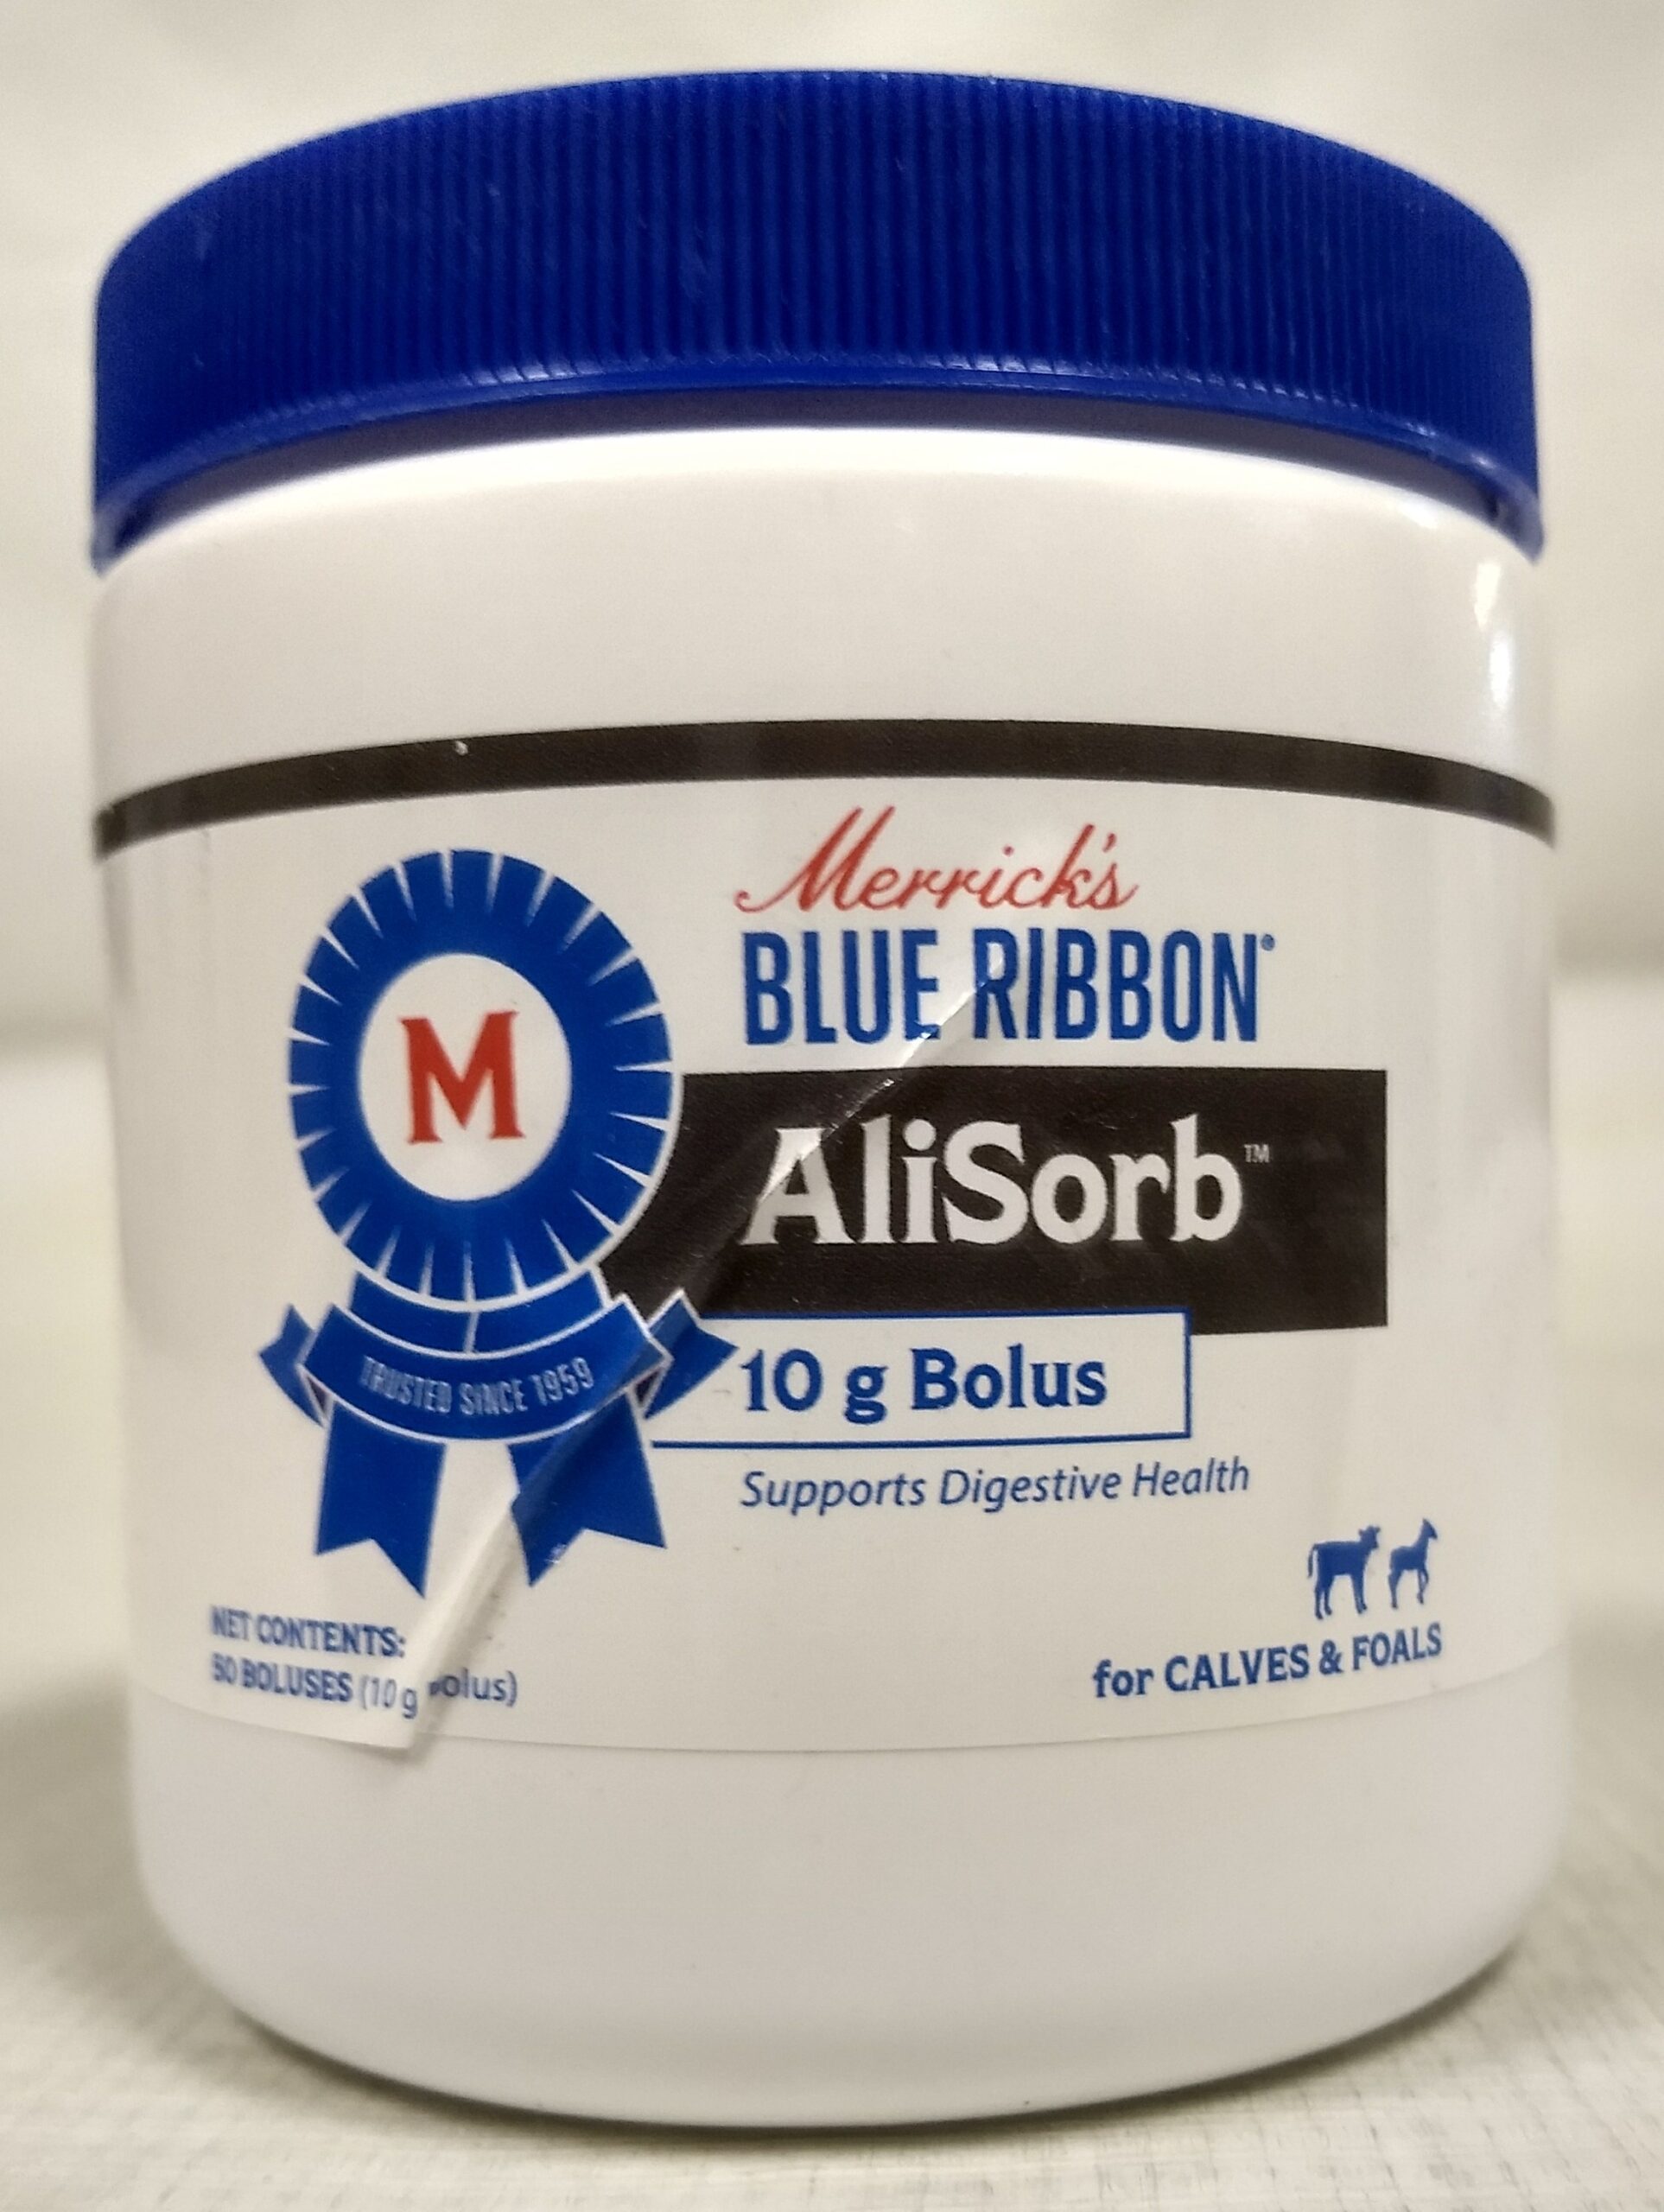 Merrick's
BLUE RIBBON®
M
AliSorb™
TRUSTED SINCE 1959
10 g Bolus
Supports Digestive Health
NET CONTENTS:
50 BOLUSES (10 g
for CALVES & FOALS